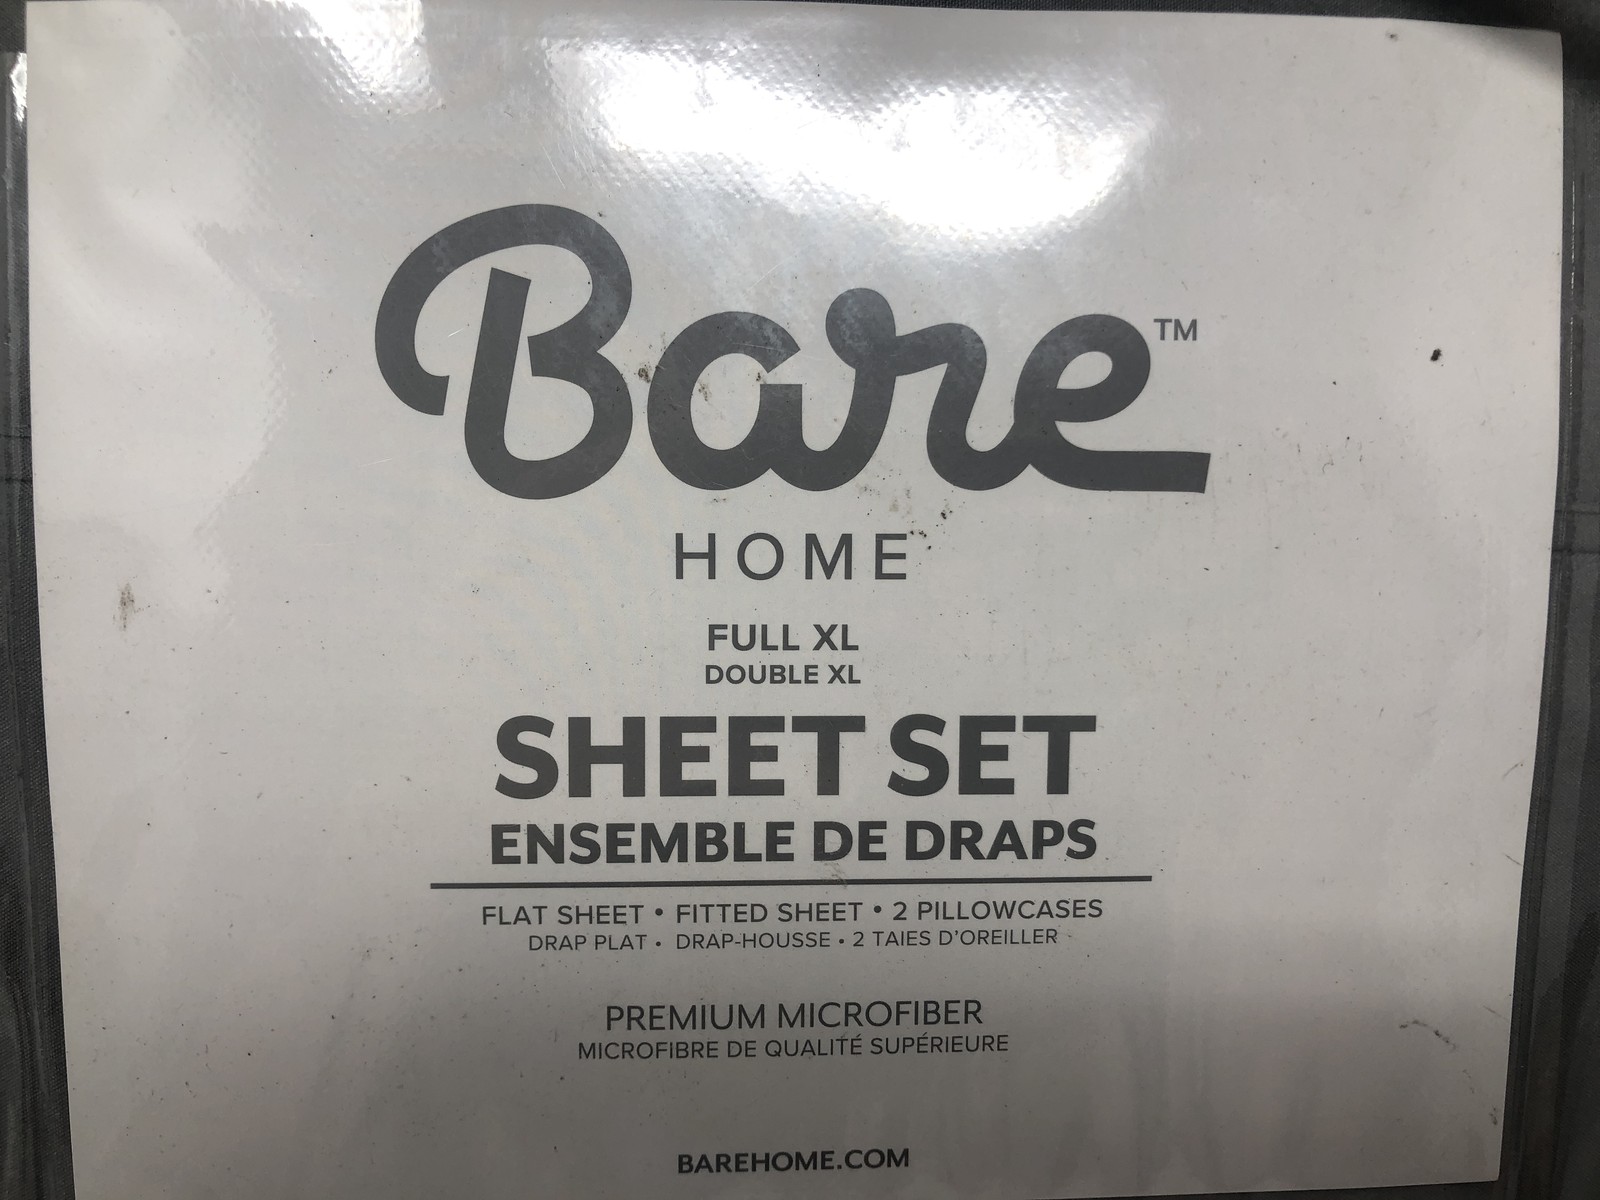 Bare™
HOME
FULL XL
DOUBLE XL
SHEET SET
ENSEMBLE DE DRAPS
FLAT SHEET • FITTED SHEET • 2 PILLOWCASES
DRAP PLAT • DRAP-HOUSSE • 2 TAIES D'OREILLER
PREMIUM MICROFIBER
MICROFIBRE DE QUALITÉ SUPÉRIEURE
BAREHOME.COM